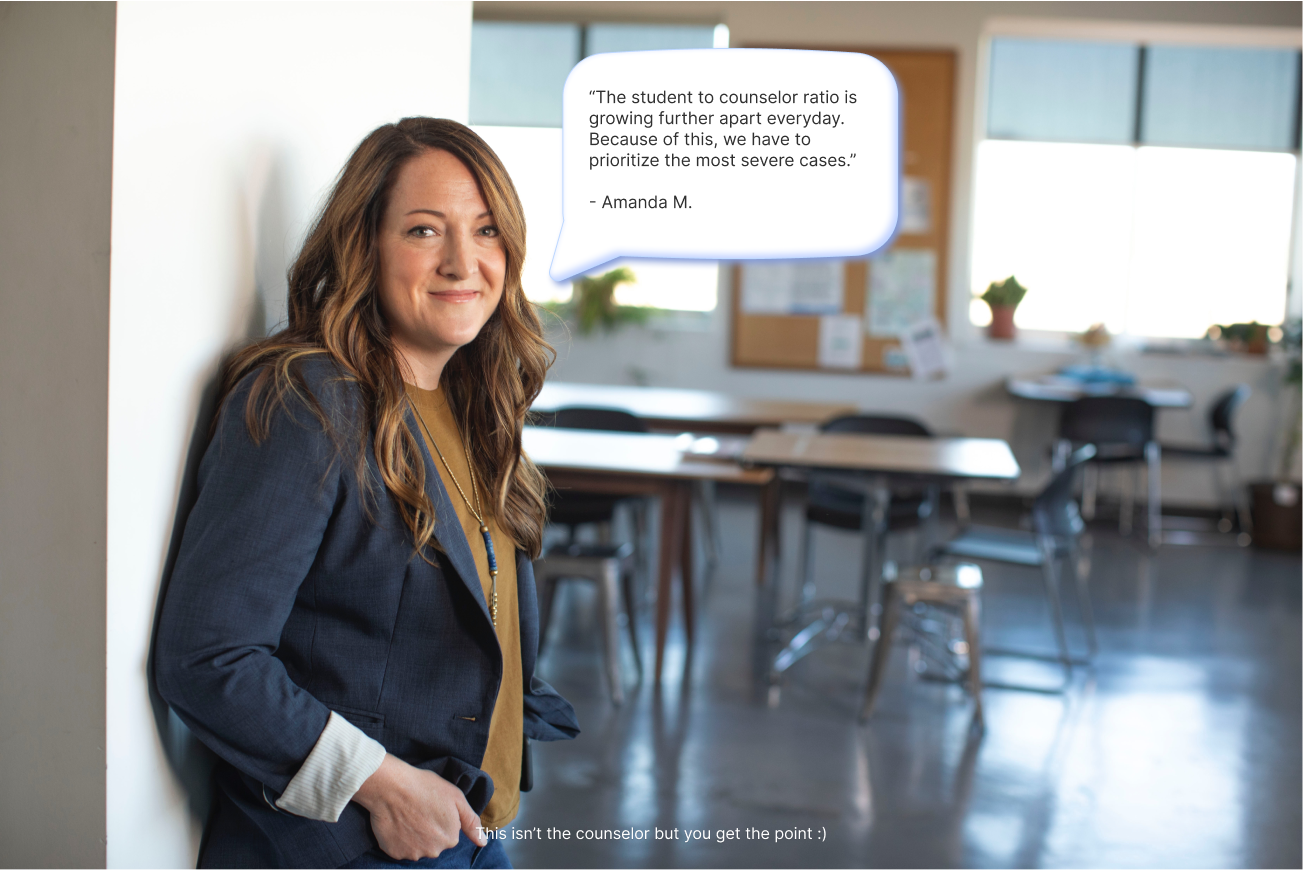 “The student to counselor ratio is
growing further apart everyday.
Because of this, we have to
prioritize the most severe cases.”
- Amanda M.
This isn’t the counselor but you get the point :)